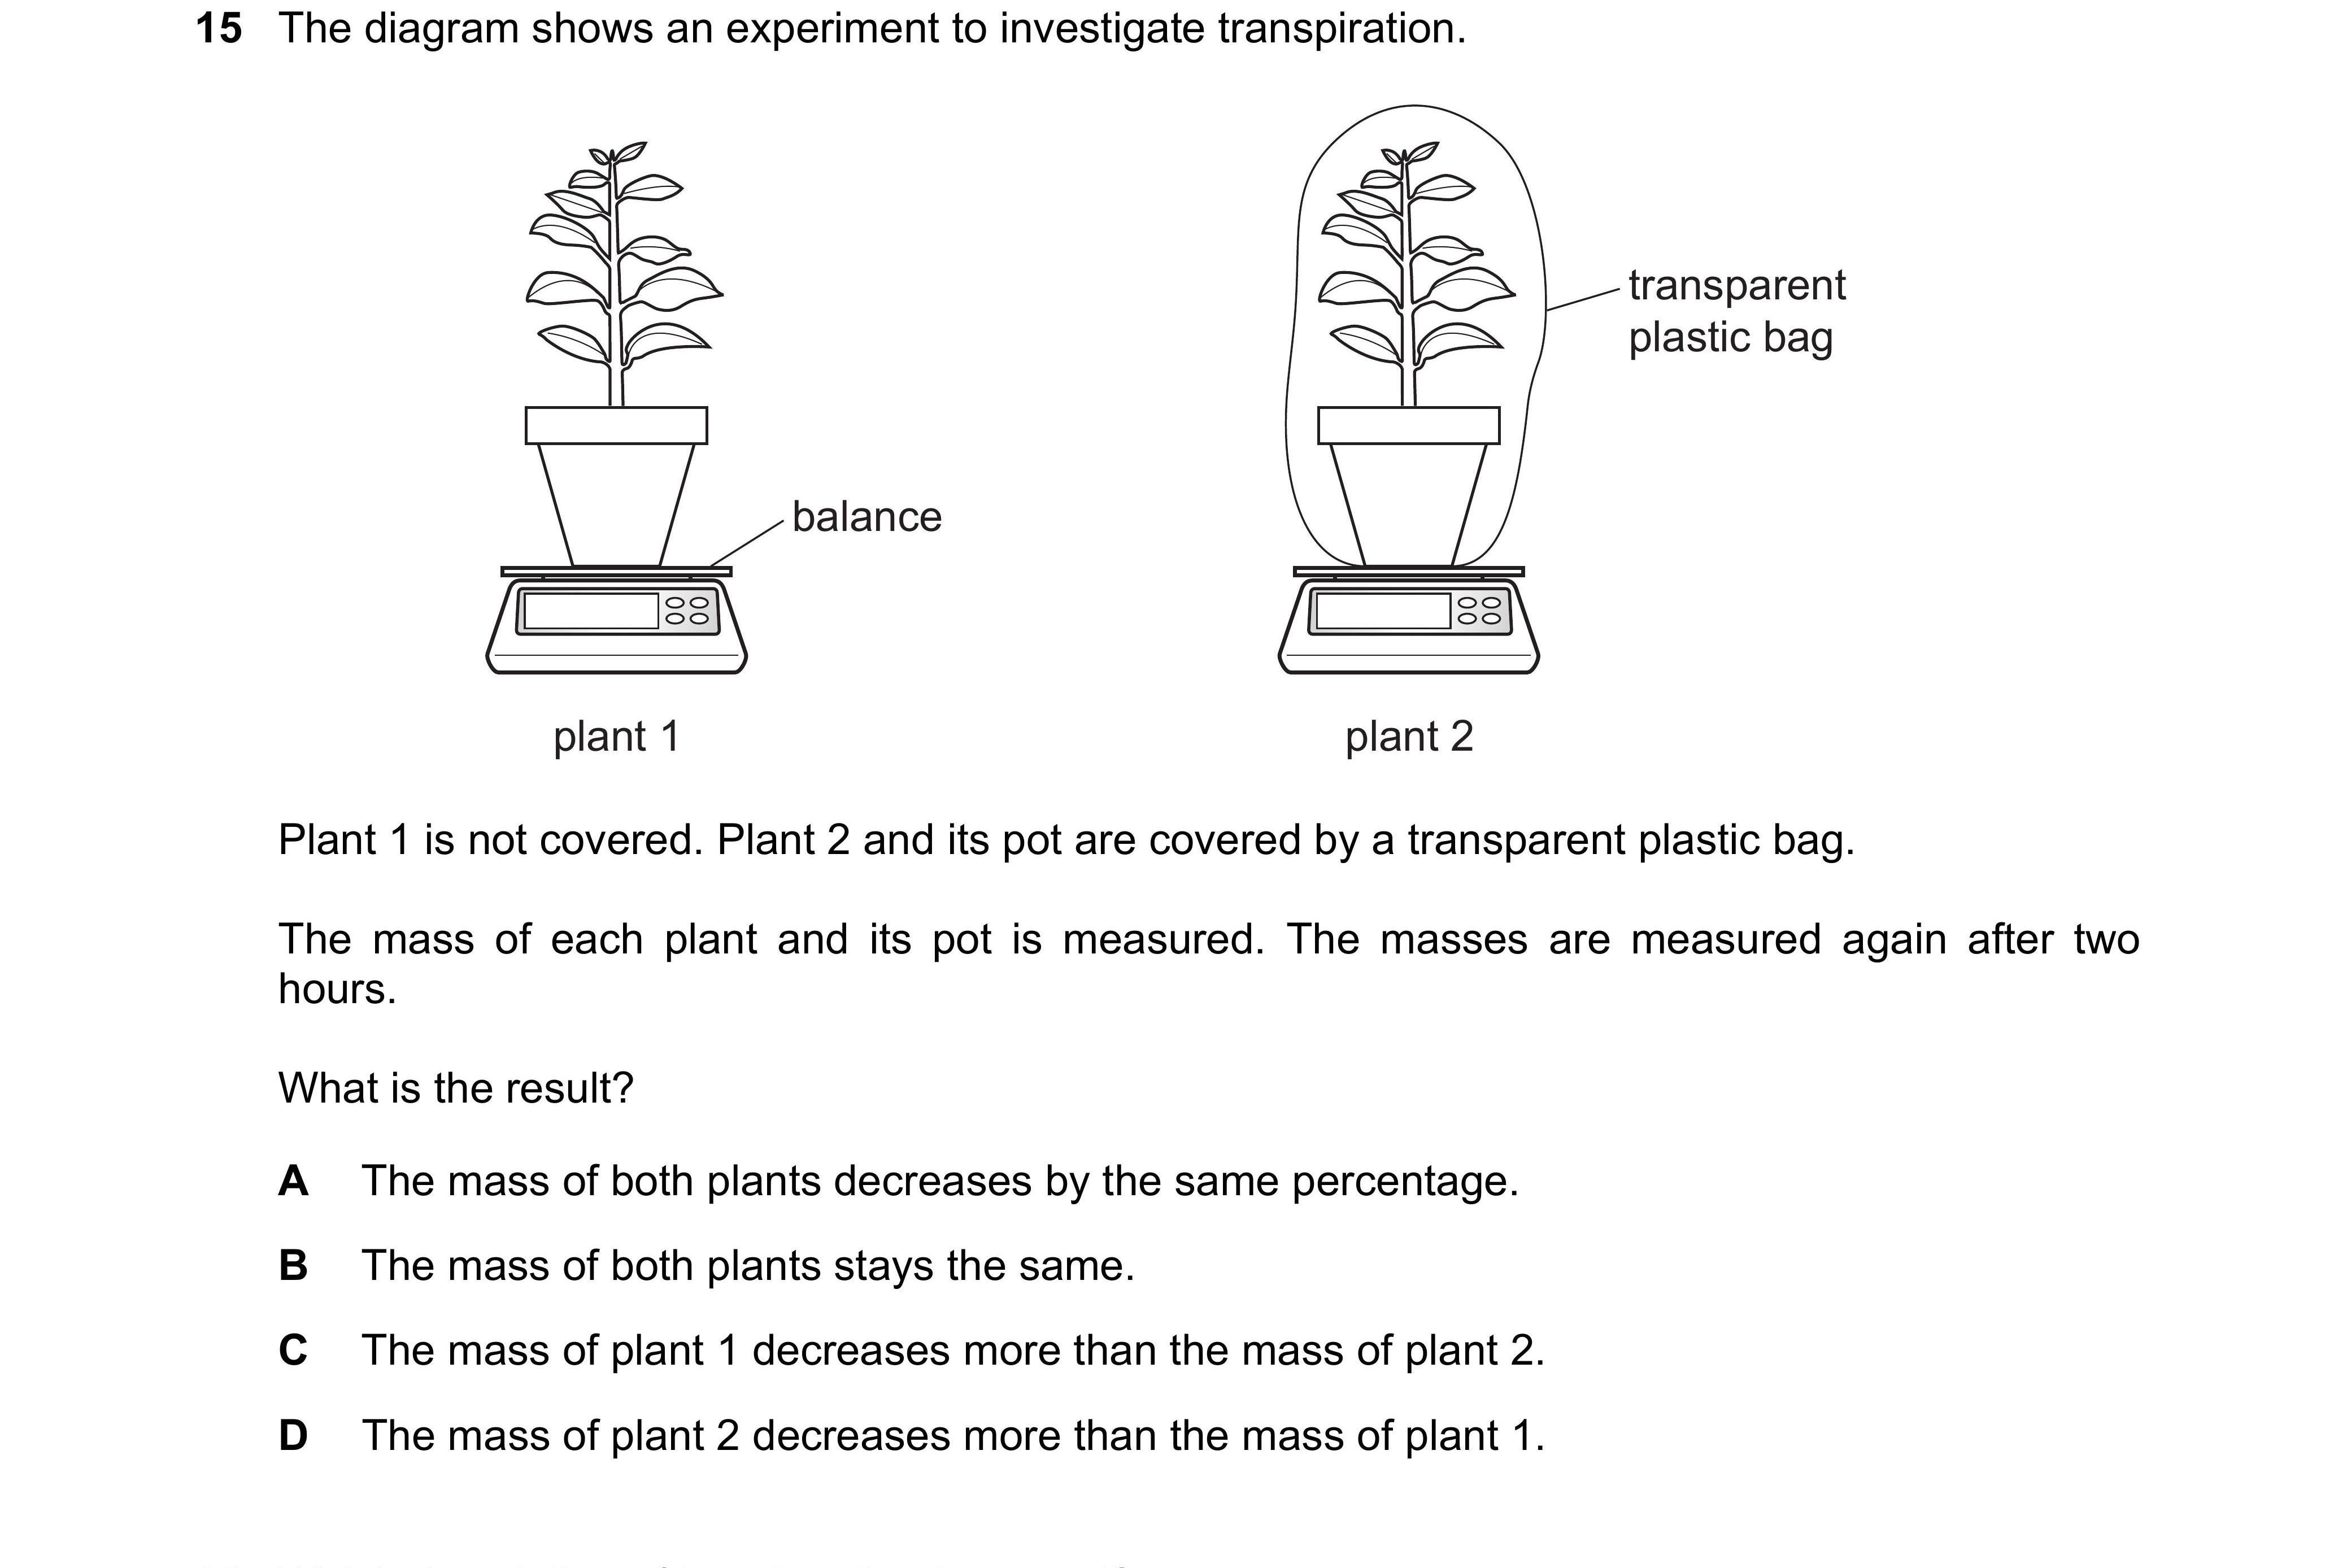 15 The diagram shows an experiment to investigate transpiration.
transparent
plastic bag
balance
plant 1
plant 2
Plant 1 is not covered. Plant 2 and its pot are covered by a transparent plastic bag.
The mass of each plant and its pot is measured. The masses are measured again after two
hours.
What is the result?
A The mass of both plants decreases by the same percentage.
B The mass of both plants stays the same.
C The mass of plant 1 decreases more than the mass of plant 2.
D The mass of plant 2 decreases more than the mass of plant 1.